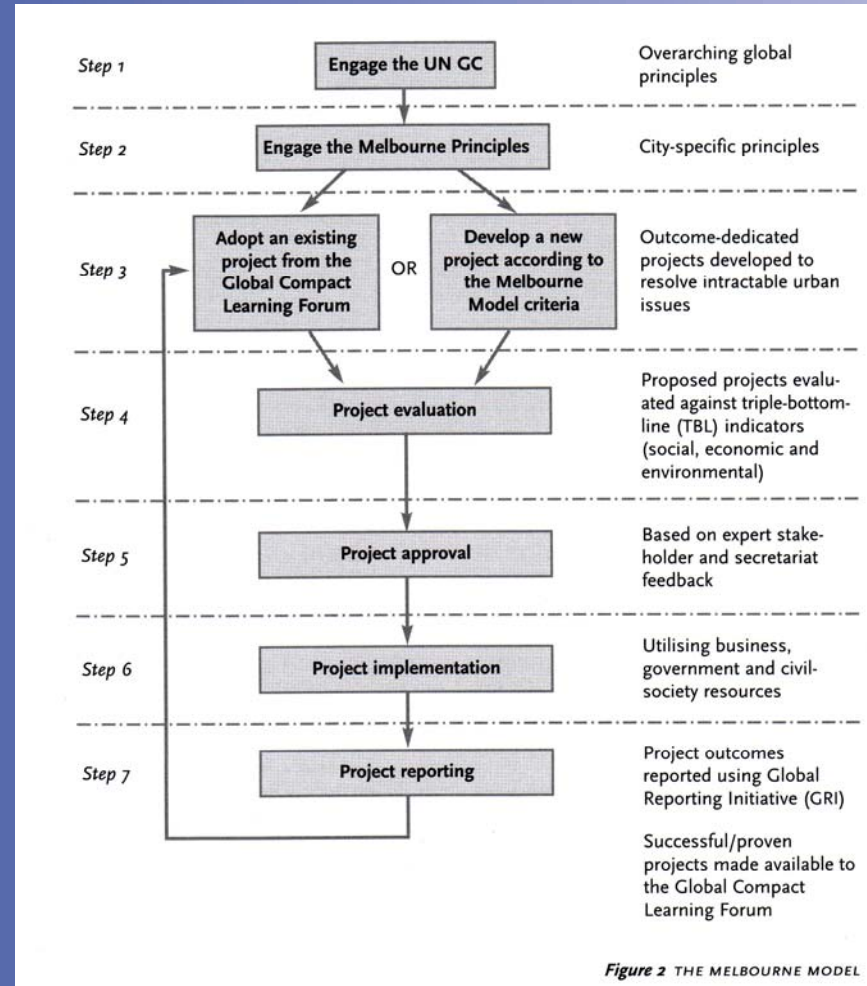 Step 1
Engage the UN GC
Overarching global
principles
Step 2
Engage the Melbourne Principles
City-specific principles
Step 3
Adopt an existing
project from the
Global Compact
Learning Forum
OR
Develop a new
project according to
the Melbourne
Model criteria
Outcome-dedicated
projects developed to
resolve intractable urban
issues
Step 4
Project evaluation
Proposed projects evalu-
ated against triple-bottom-
line (TBL) indicators
(social, economic and
environmental)
Step 5
Project approval
Based on expert stake-
holder and secretariat
feedback
Step 6
Project implementation
Utilising business,
government and civil-
society resources
Step 7
Project reporting
Project outcomes
reported using Global
Reporting Initiative (GRI)
Successful/proven
projects made available to
the Global Compact
Learning Forum
Figure 2 THE MELBOURNE MODEL